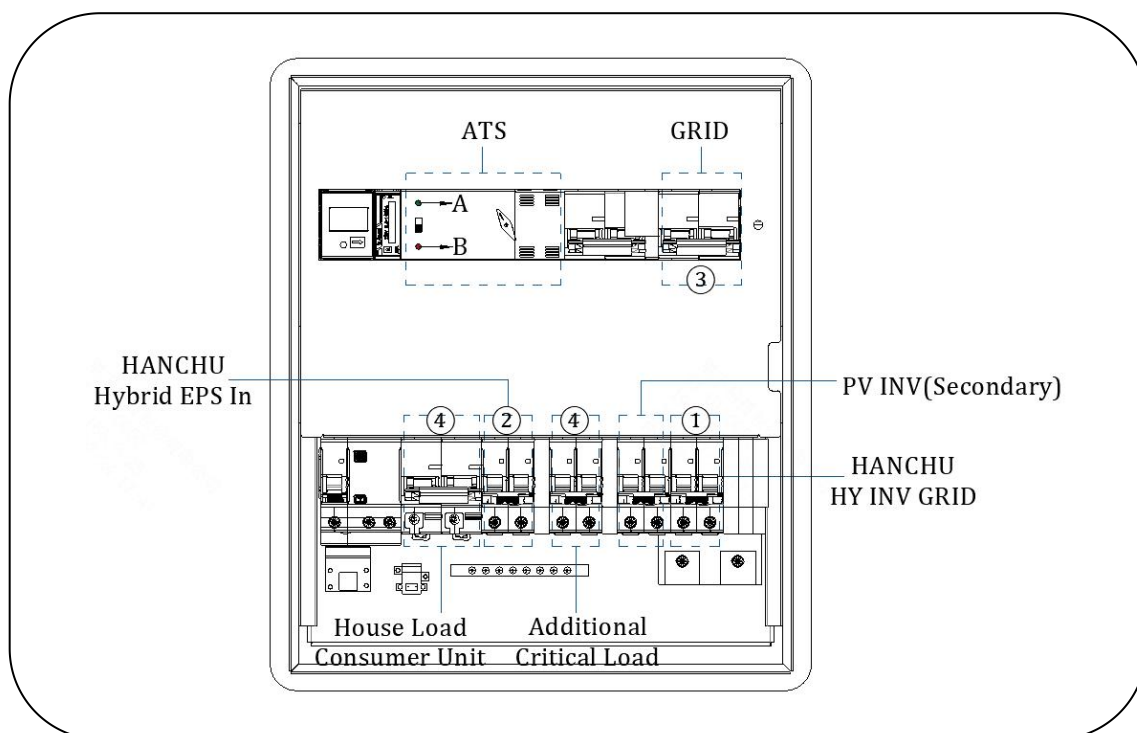 ATS
GRID
A
B
③
HANCHU
Hybrid EPS In
PV INV(Secondary)
④
②
④
①
HANCHU
HY INV GRID
House Load
Consumer Unit
Additional
Critical Load